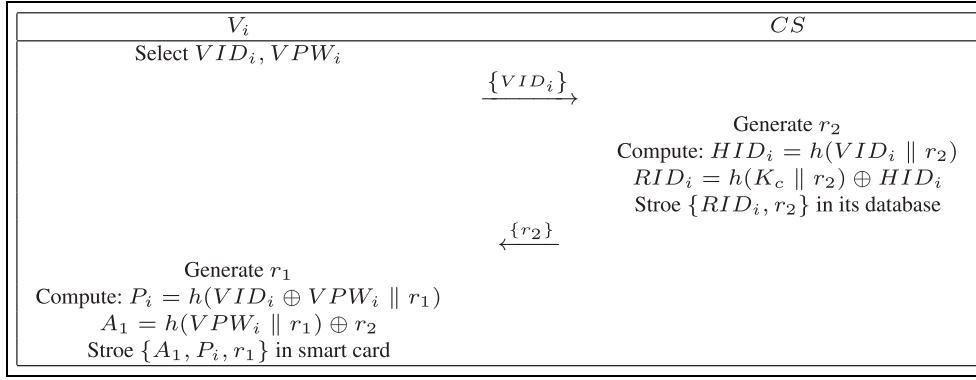 V_i CS
Select VID_i, VPW_i
{VID_i}
Generate r_2
Compute: HID_i = h(VID_i ∥ r_2)
RID_i = h(K_c ∥ r_2) ⊕ HID_i
Stroe {RID_i, r_2} in its database
{r_2}
Generate r_1
Compute: P_i = h(VID_i ⊕ VPW_i ∥ r_1)
A_1 = h(VPW_i ∥ r_1) ⊕ r_2
Stroe {A_1, P_i, r_1} in smart card